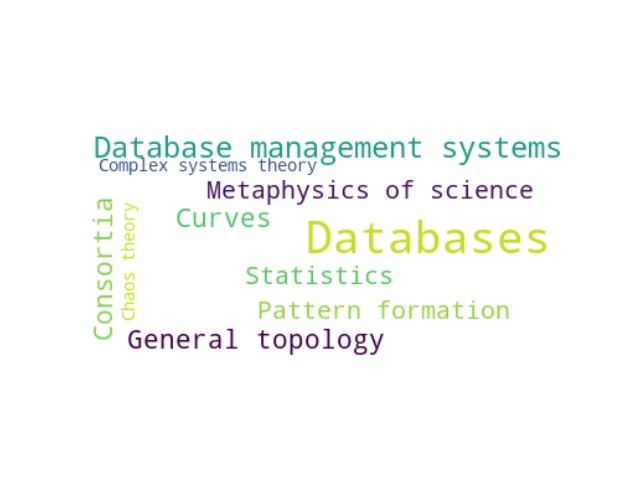 Database management systems
Complex systems theory
Metaphysics of science
Consortia
Chaos theory
Curves
Databases
Statistics
Pattern formation
General topology